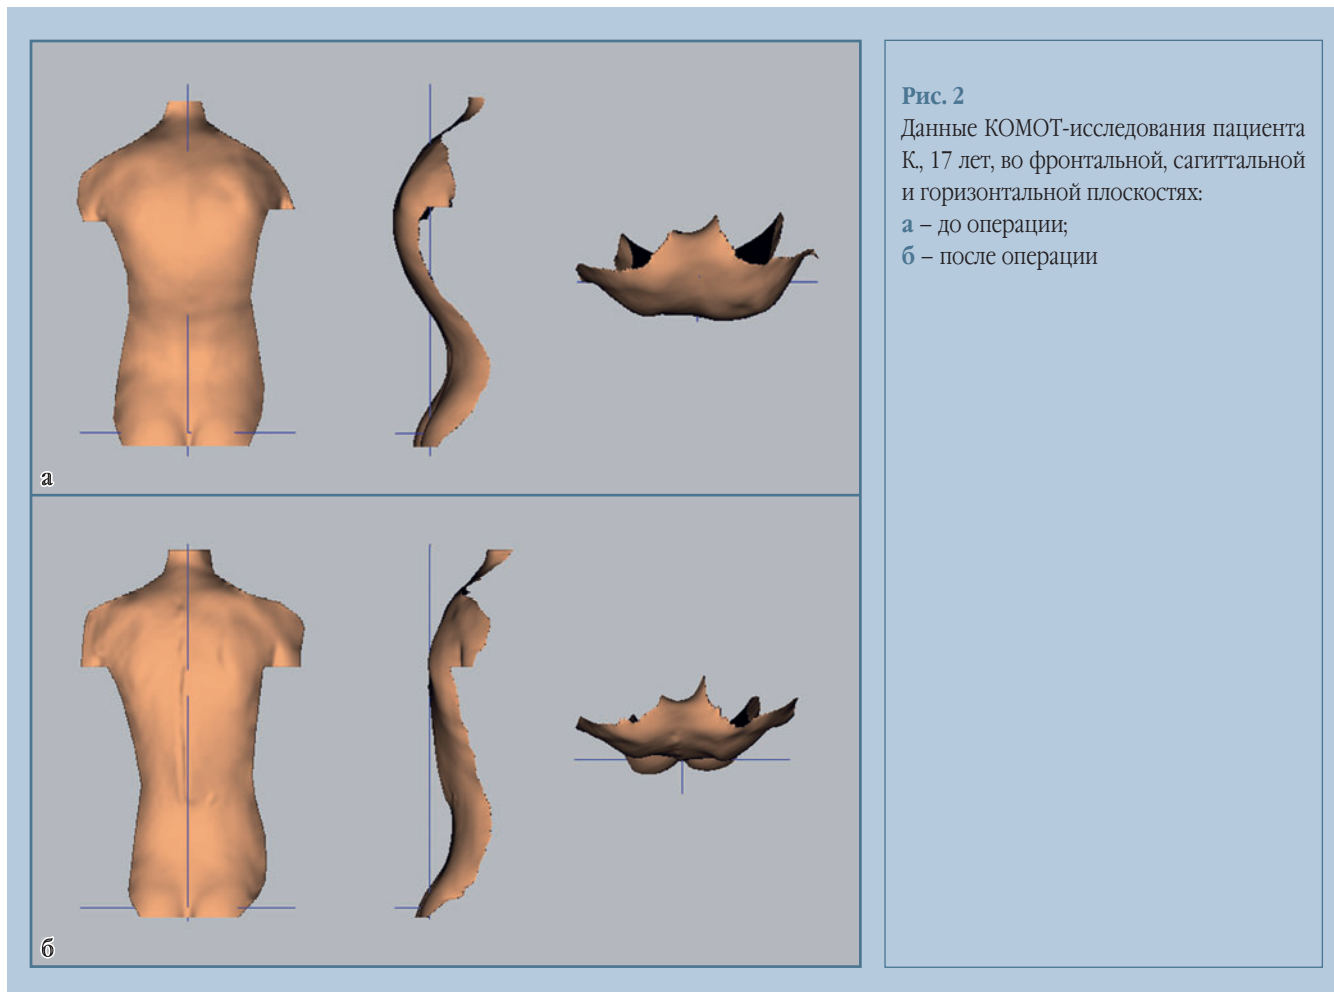 Рис. 2
Данные КОМОТ-исследования пациента
К., 17 лет, во фронтальной, сагиттальной
и горизонтальной плоскостях:
а – до операции;
б – после операции
а
б